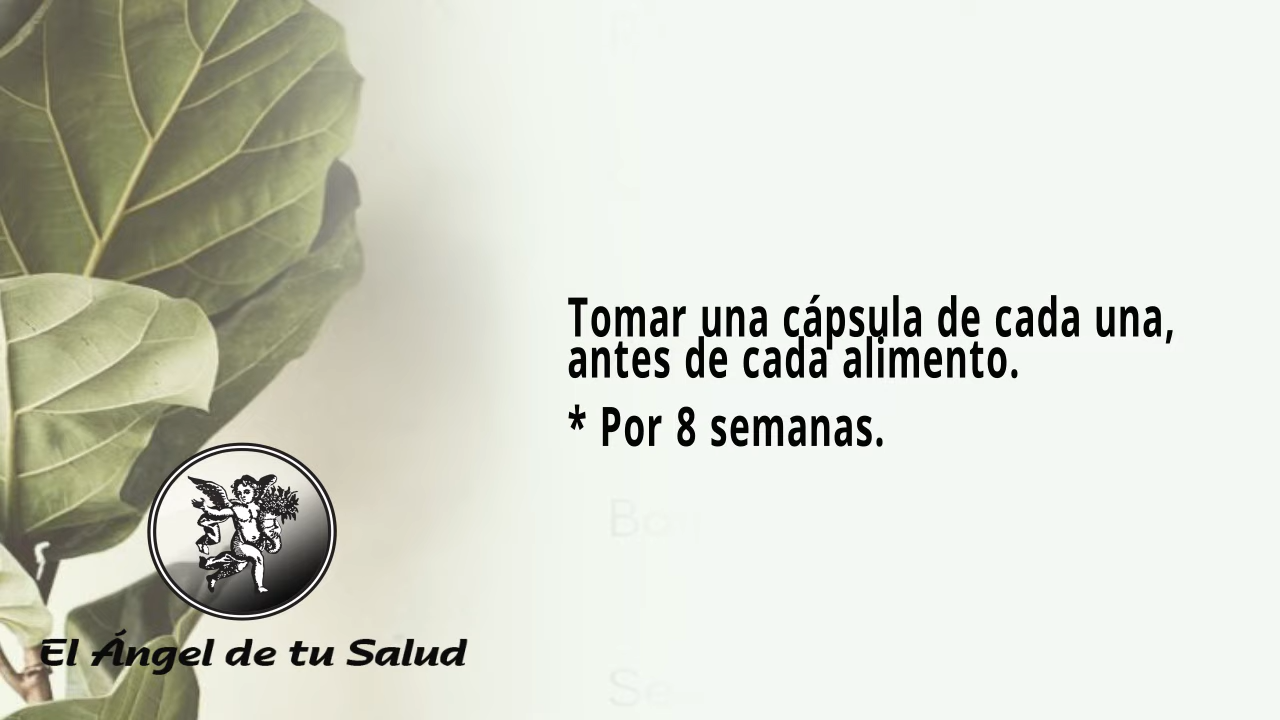 Tomar una cápsula de cada una,
antes de cada alimento.
* Por 8 semanas.
El Ángel de tu Salud